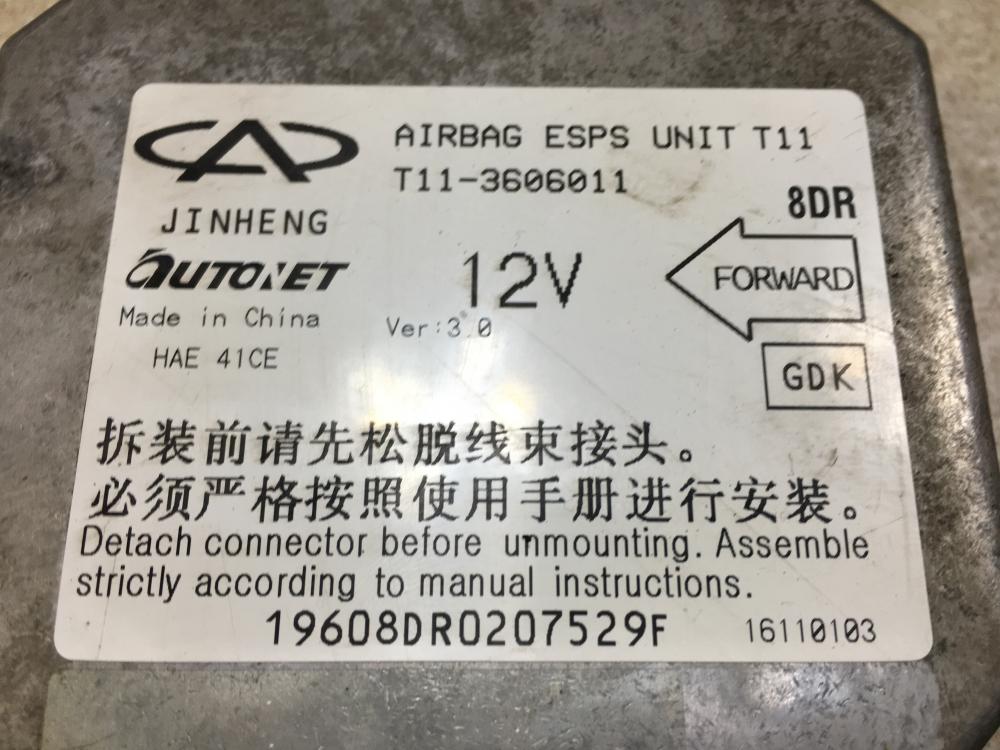 AIRBAG ESPS UNIT T11
T11-3606011
8DR
JINHENG
AUTONET
12V
FORWARD
Made in China
Ver:3.0
HAE 41CE
GDK
拆装前请先松脱线束接头。
必须严格按照使用手册进行安装。
Detach connector before unmounting. Assemble
strictly according to manual instructions.
19608DR0207529F
16110103